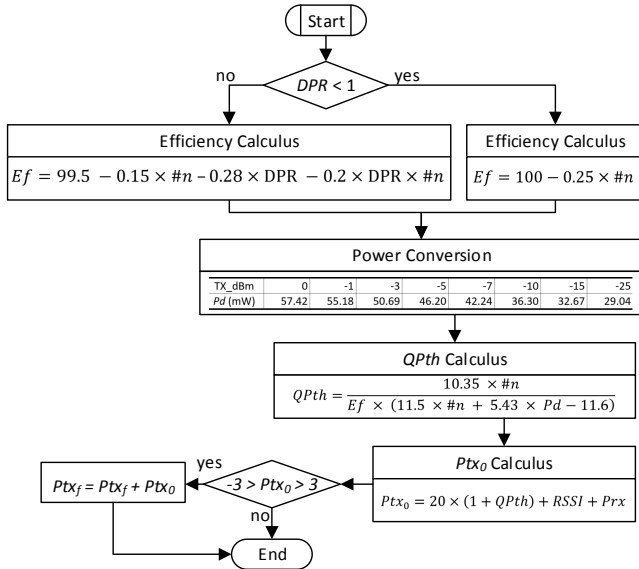 Start
DPR < 1
no
yes
Efficiency Calculus
Ef = 99.5 − 0.15 × #n − 0.28 × DPR − 0.2 × DPR × #n
Efficiency Calculus
Ef = 100 − 0.25 × #n
Power Conversion
TX_dBm 0 -1 -3 -5 -7 -10 -15 -25
Pd (mW) 57.42 55.18 50.69 46.20 42.24 36.30 32.67 29.04
QPth Calculus
QPth = 10.35 × #n / Ef × (11.5 × #n + 5.43 × Pd − 11.6)
Ptx₀ Calculus
Ptx₀ = 20 × (1 + QPth) + RSSI + Prx
-3 > Ptx₀ > 3
yes
no
Ptx_f = Ptx_f + Ptx₀
End